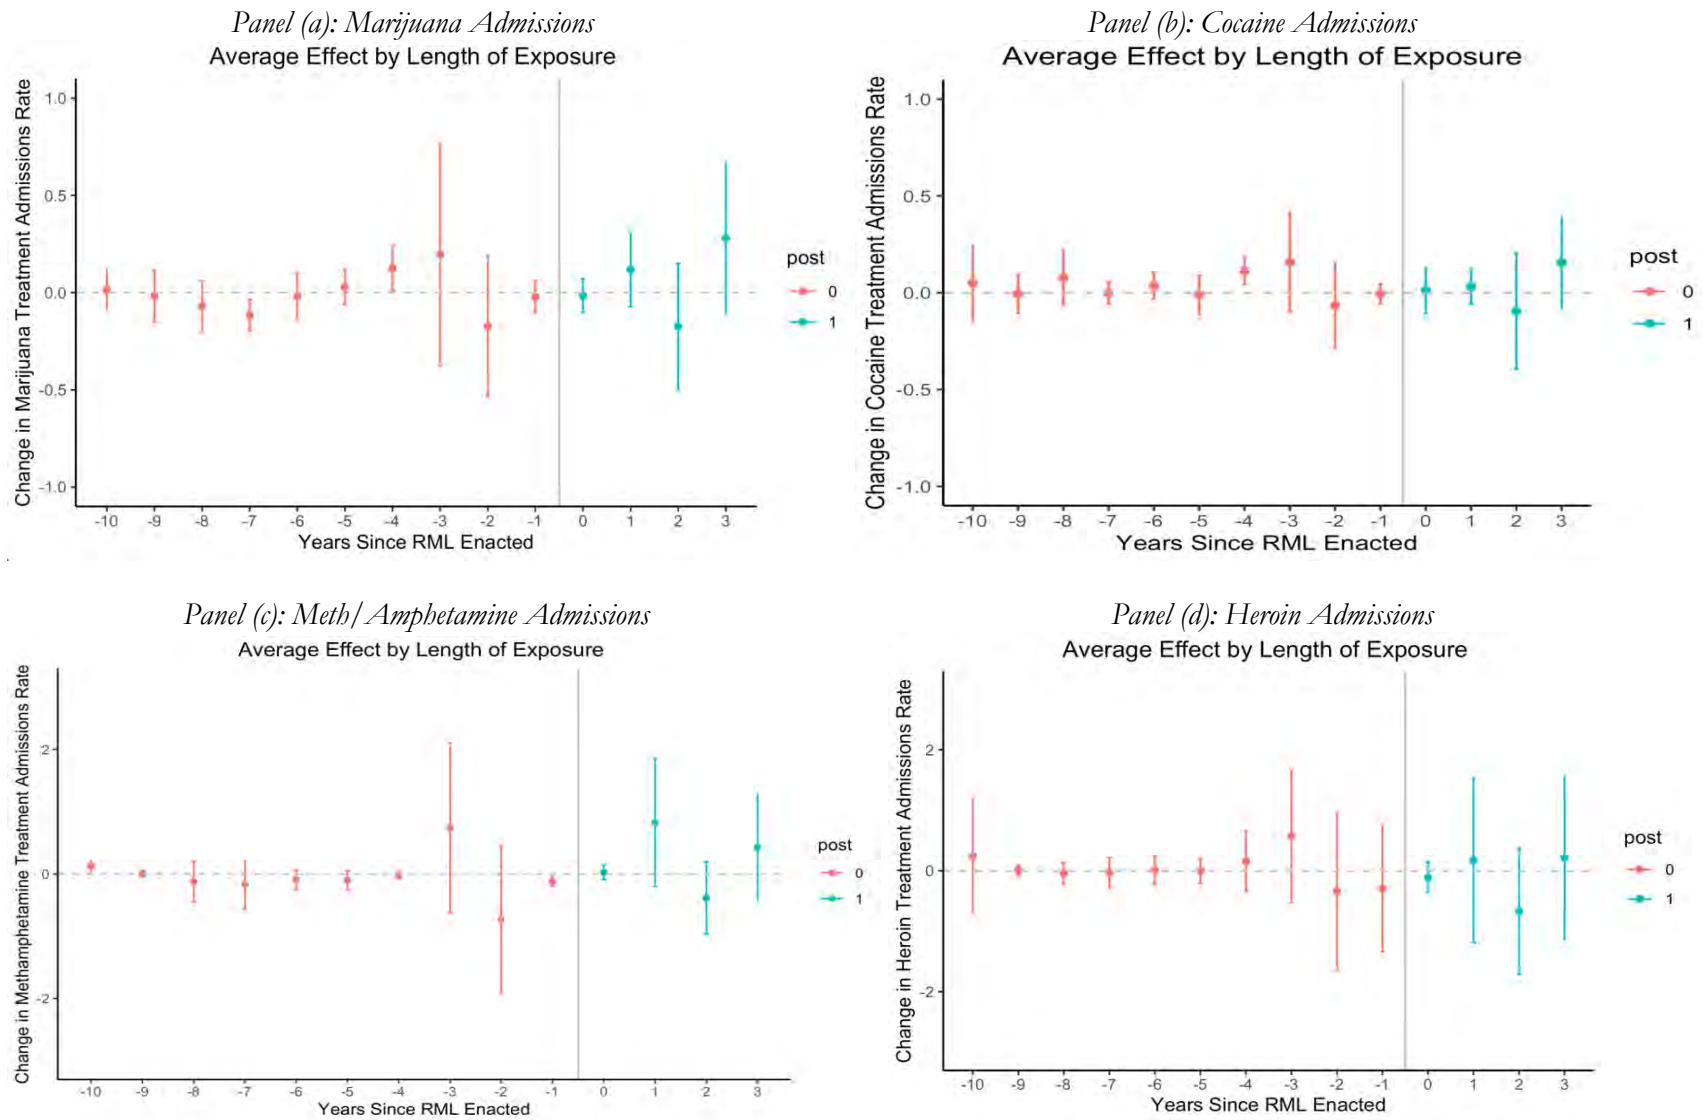 Panel (a): Marijuana Admissions
Average Effect by Length of Exposure
Change in Marijuana Treatment Admissions Rate
1.0
0.5
0.0
-0.5
-1.0
-10 -9 -8 -7 -6 -5 -4 -3 -2 -1 0 1 2 3
Years Since RML Enacted
post
0
1
Panel (b): Cocaine Admissions
Average Effect by Length of Exposure
Change in Cocaine Treatment Admissions Rate
1.0
0.5
0.0
-0.5
-1.0
-10 -9 -8 -7 -6 -5 -4 -3 -2 -1 0 1 2 3
Years Since RML Enacted
post
0
1
Panel (c): Meth/Amphetamine Admissions
Average Effect by Length of Exposure
Change in Methamphetamine Treatment Admissions Rate
2
0
-2
-10 -9 -8 -7 -6 -5 -4 -3 -2 -1 0 1 2 3
Years Since RML Enacted
post
0
1
Panel (d): Heroin Admissions
Average Effect by Length of Exposure
Change in Heroin Treatment Admissions Rate
2
0
-2
-10 -9 -8 -7 -6 -5 -4 -3 -2 -1 0 1 2 3
Years Since RML Enacted
post
0
1